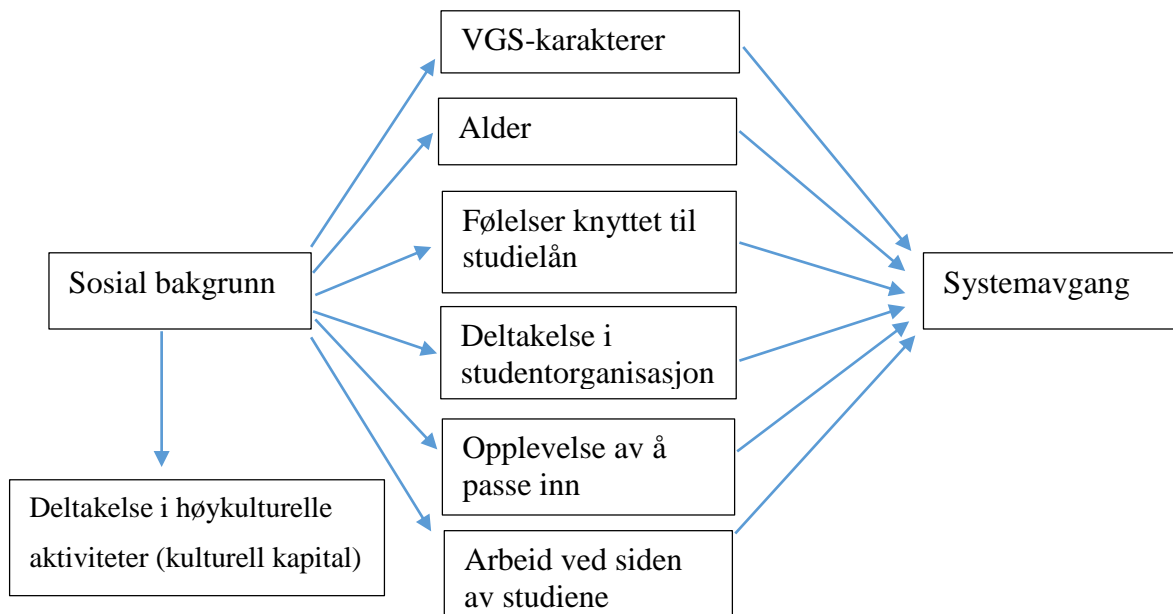 VGS-karakterer
Alder
Følelser knyttet til
studielån
Sosial bakgrunn
Systemavgang
Deltakelse i
studentorganisasjon
Opplevelse av å
passe inn
Deltakelse i høykulturelle
aktiviteter (kulturell kapital)
Arbeid ved siden
av studiene